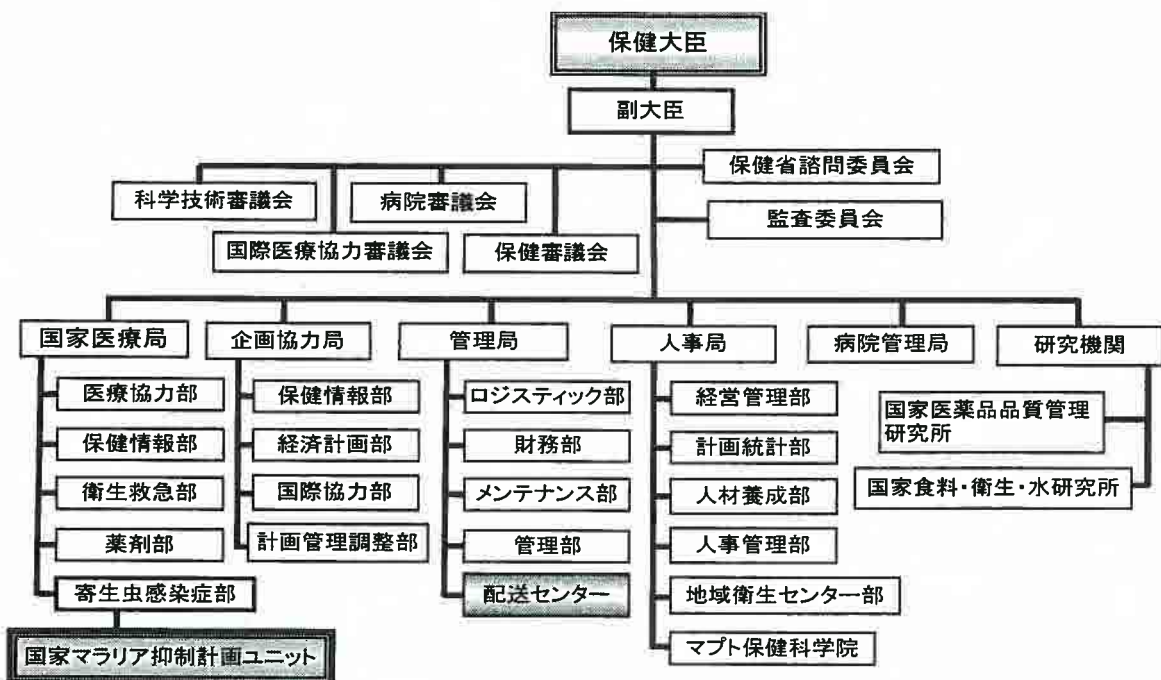 保健大臣
副大臣
保健省諮問委員会
科学技術審議会
病院審議会
監査委員会
国際医療協力審議会
保健審議会
国家医療局
企画協力局
管理局
人事局
病院管理局
研究機関
医療協力部
保健情報部
衛生救急部
薬剤部
寄生虫感染症部
国家マラリア抑制計画ユニット
保健情報部
経済計画部
国際協力部
計画管理調整部
ロジスティック部
財務部
メンテナンス部
管理部
配送センター
経営管理部
計画統計部
人材養成部
人事管理部
地域衛生センター部
マプト保健科学院
国家医薬品品質管理
研究所
国家食料・衛生・水研究所